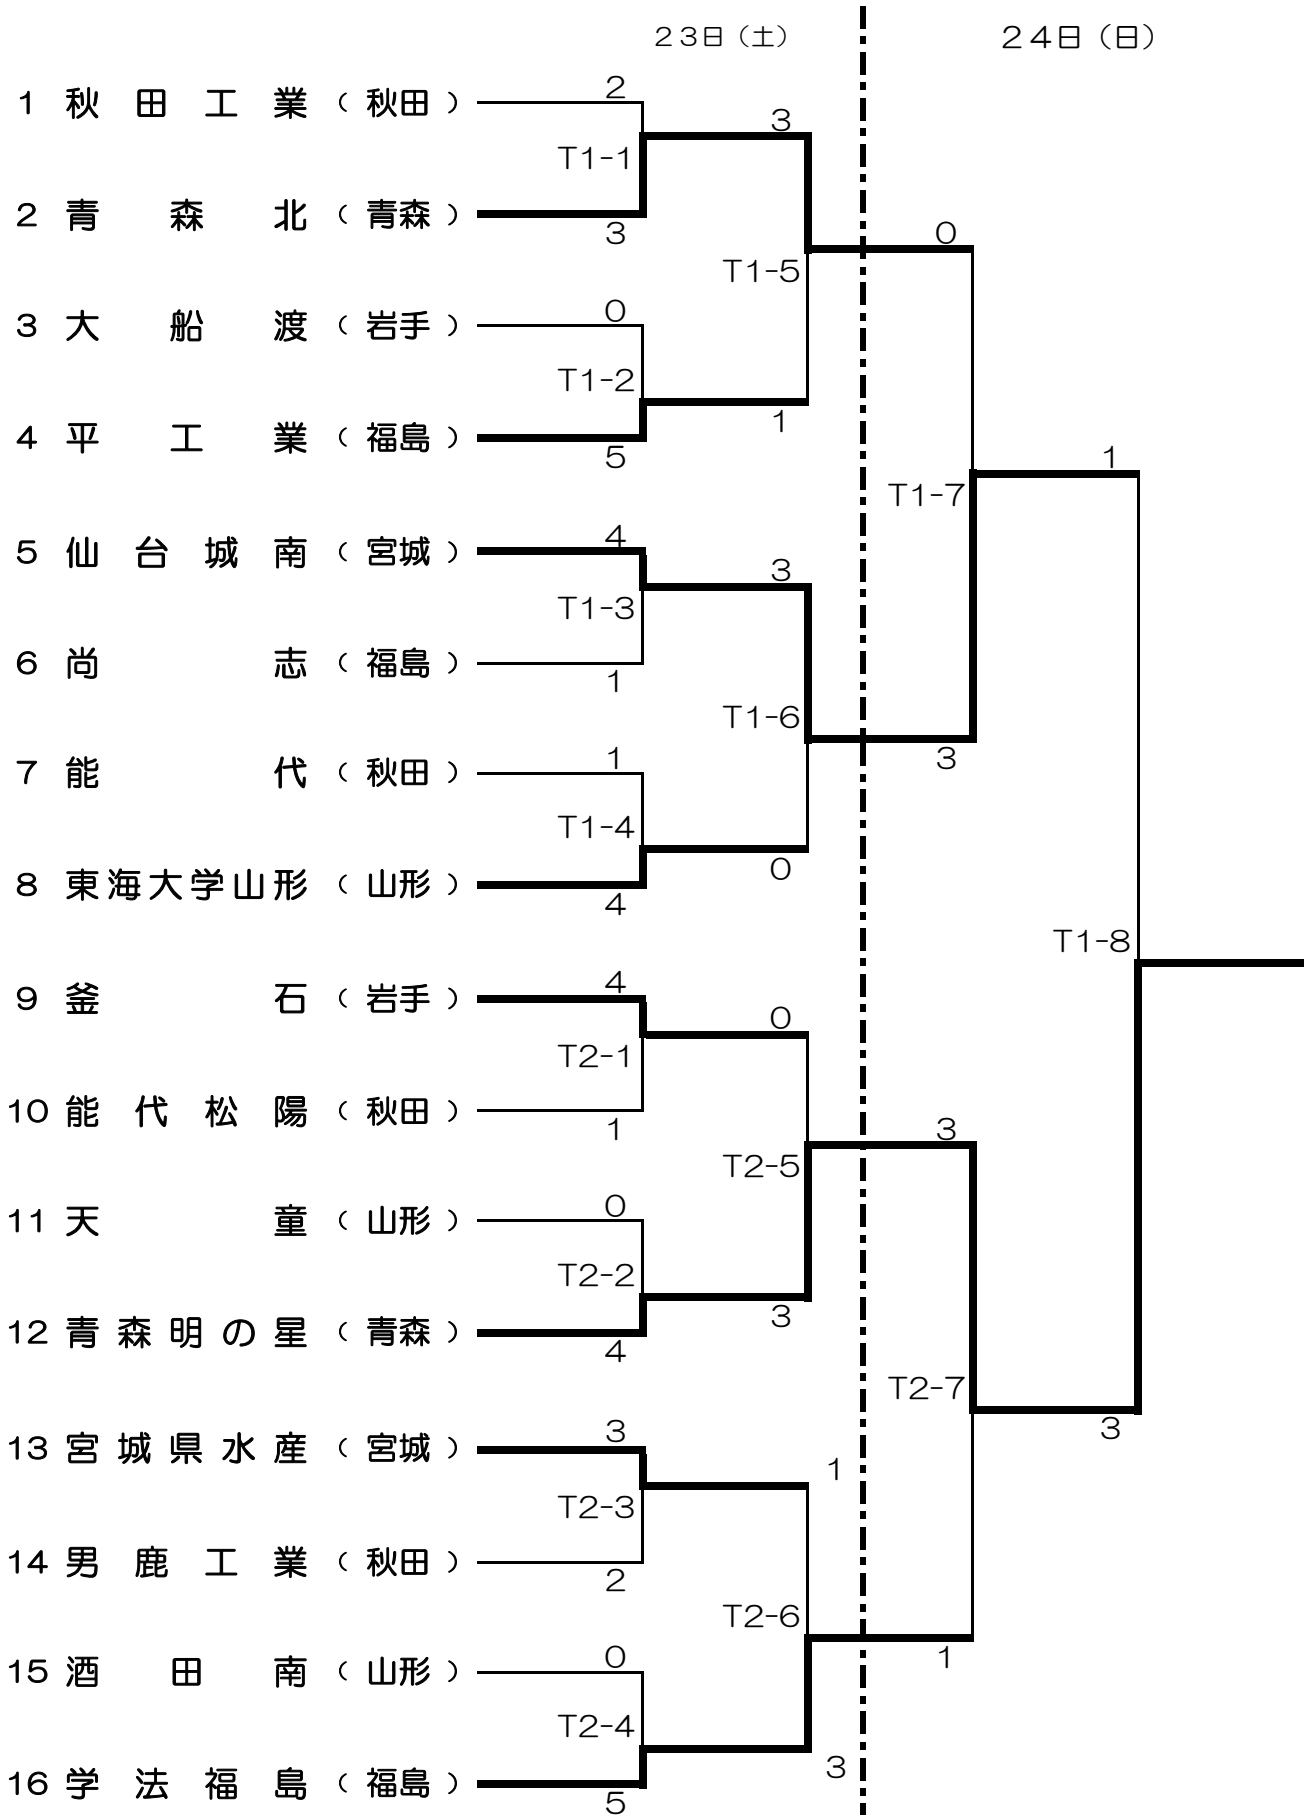 ２３日（土） ２４日（日）
2
1 秋田工業（秋田）
3
T1-1
2 青森北（青森）
3
0
T1-5
0
3 大船渡（岩手）
T1-2
1
4 平工業（福島）
5
1
T1-7
4
5 仙台城南（宮城）
3
T1-3
6 尚志（福島）
1
T1-6
1
3
7 能代（秋田）
T1-4
0
8 東海大学山形（山形）
4
T1-8
4
9 釜石（岩手）
0
T2-1
10 能代松陽（秋田）
1
3
T2-5
0
11 天童（山形）
T2-2
3
12 青森明の星（青森）
4
T2-7
3
3
13 宮城県水産（宮城）
1
T2-3
14 男鹿工業（秋田）
2
T2-6
0
1
15 酒田南（山形）
T2-4
3
16 学法福島（福島）
5